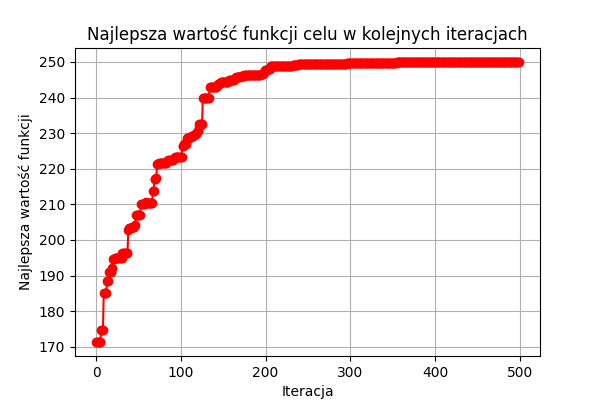 Najlepsza wartość funkcji celu w kolejnych iteracjach
Najlepsza wartość funkcji
250
240
230
220
210
200
190
180
170
0 100 200 300 400 500
Iteracja